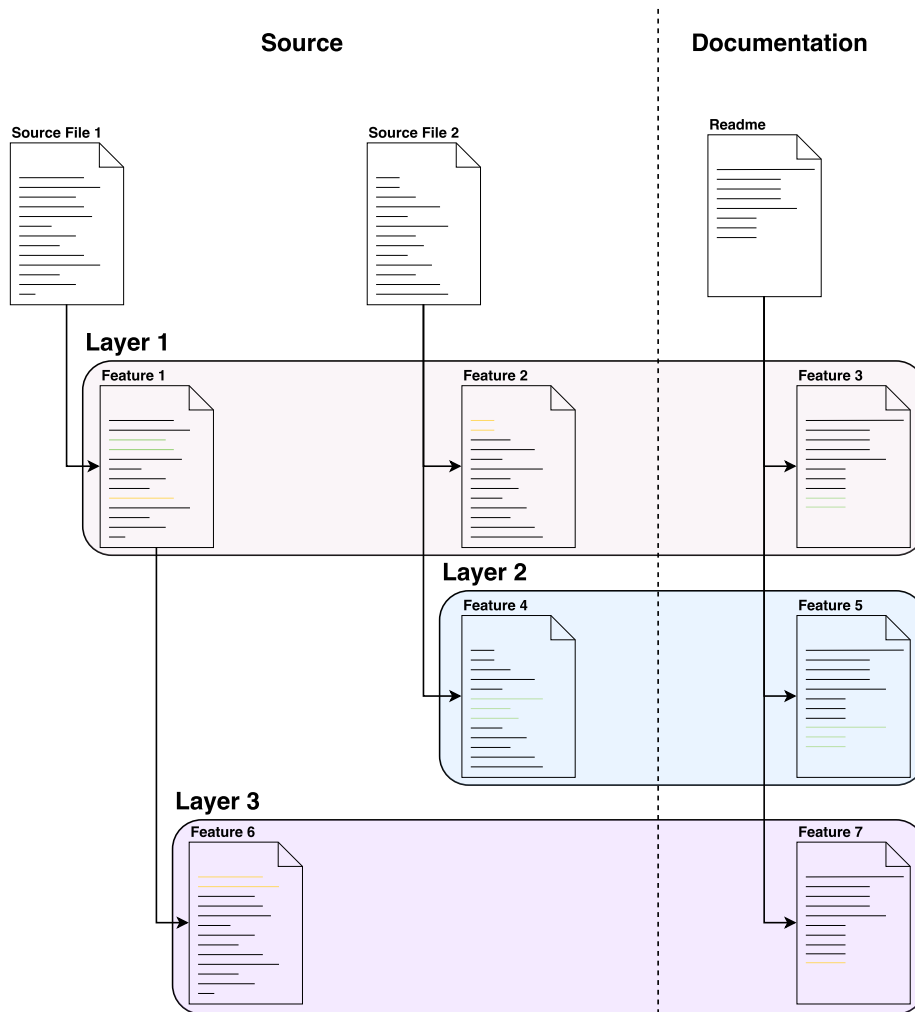 Source
Documentation
Source File 1
Source File 2
Readme
Layer 1
Feature 1
Feature 2
Feature 3
Layer 2
Feature 4
Feature 5
Layer 3
Feature 6
Feature 7